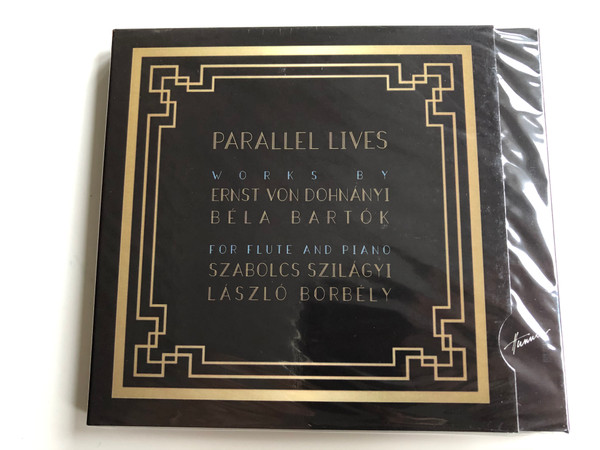 PARALLEL LIVES
WORKS BY
ERNST VON DOHNÁNYI
BÉLA BARTÓK
FOR FLUTE AND PIANO
SZABOLCS SZILÁGYI
LÁSZLÓ BORBÉLY